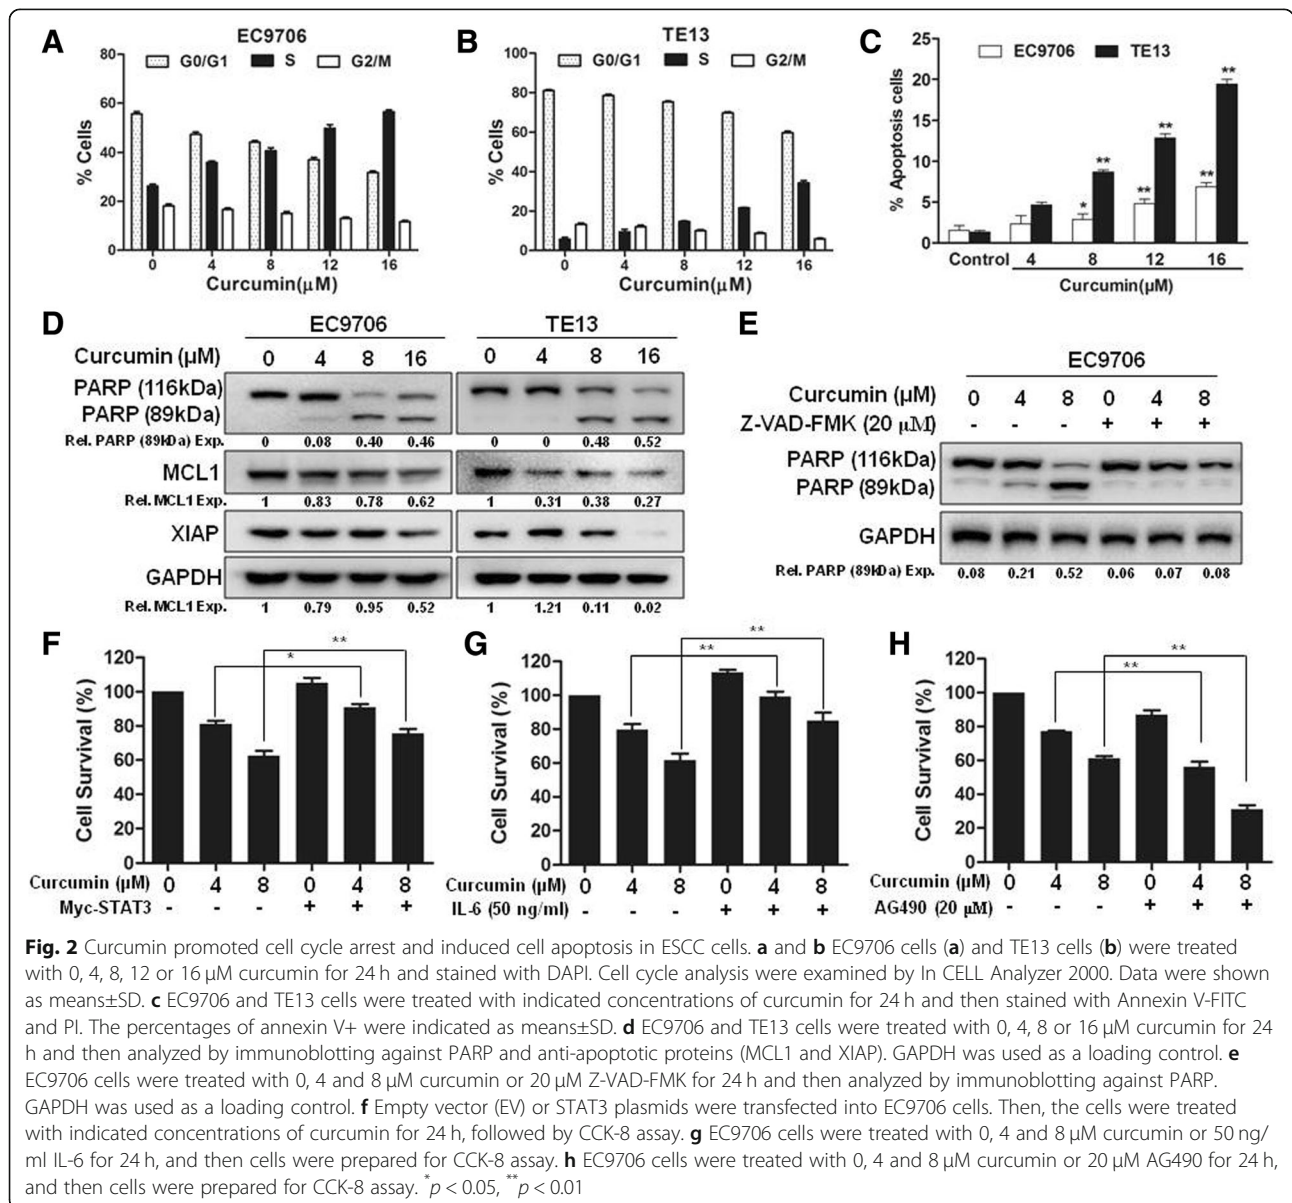 A
EC9706
80
60
40
20
0
% Cells
G0/G1 S G2/M
0 4 8 12 16
Curcumin(μM)
B
TE13
100
80
60
40
20
0
% Cells
G0/G1 S G2/M
0 4 8 12 16
Curcumin(μM)
C
EC9706 TE13
25
20
15
10
5
0
% Apoptosis cells
* ** ** ** ** **
Control 4 8 12 16
Curcumin(μM)
D
EC9706 TE13
Curcumin (μM) 0 4 8 16 0 4 8 16
PARP (116kDa)
PARP (89kDa)
Rel. PARP (89kDa) Exp. 0 0.08 0.40 0.46 0 0 0.48 0.52
MCL1
Rel. MCL1 Exp. 1 0.83 0.78 0.62 1 0.31 0.38 0.27
XIAP
GAPDH
Rel. MCL1 Exp. 1 0.79 0.95 0.52 1 1.21 0.11 0.02
E
EC9706
Curcumin (μM) 0 4 8 0 4 8
Z-VAD-FMK (20 μM) - - - + + +
PARP (116kDa)
PARP (89kDa)
GAPDH
Rel. PARP (89kDa) Exp. 0.08 0.21 0.52 0.06 0.07 0.08
F
120
100
80
60
40
20
0
Cell Survival (%)
**
*
Curcumin (μM) 0 4 8 0 4 8
Myc-STAT3 - - - + + +
G
120
100
80
60
40
20
0
Cell Survival (%)
**
**
Curcumin (μM) 0 4 8 0 4 8
IL-6 (50 ng/ml) - - - + + +
H
120
100
80
60
40
20
0
Cell Survival (%)
**
**
Curcumin (μM) 0 4 8 0 4 8
AG490 (20 μM) - - - + + +
Fig. 2 Curcumin promoted cell cycle arrest and induced cell apoptosis in ESCC cells. a and b EC9706 cells (a) and TE13 cells (b) were treated
with 0, 4, 8, 12 or 16 μM curcumin for 24 h and stained with DAPI. Cell cycle analysis were examined by In CELL Analyzer 2000. Data were shown
as means±SD. c EC9706 and TE13 cells were treated with indicated concentrations of curcumin for 24 h and then stained with Annexin V-FITC
and PI. The percentages of annexin V+ were indicated as means±SD. d EC9706 and TE13 cells were treated with 0, 4, 8 or 16 μM curcumin for 24
h and then analyzed by immunoblotting against PARP and anti-apoptotic proteins (MCL1 and XIAP). GAPDH was used as a loading control. e
EC9706 cells were treated with 0, 4 and 8 μM curcumin or 20 μM Z-VAD-FMK for 24 h and then analyzed by immunoblotting against PARP.
GAPDH was used as a loading control. f Empty vector (EV) or STAT3 plasmids were transfected into EC9706 cells. Then, the cells were treated
with indicated concentrations of curcumin for 24 h, followed by CCK-8 assay. g EC9706 cells were treated with 0, 4 and 8 μM curcumin or 50 ng/
ml IL-6 for 24 h, and then cells were prepared for CCK-8 assay. h EC9706 cells were treated with 0, 4 and 8 μM curcumin or 20 μM AG490 for 24 h,
and then cells were prepared for CCK-8 assay. *p < 0.05, **p < 0.01